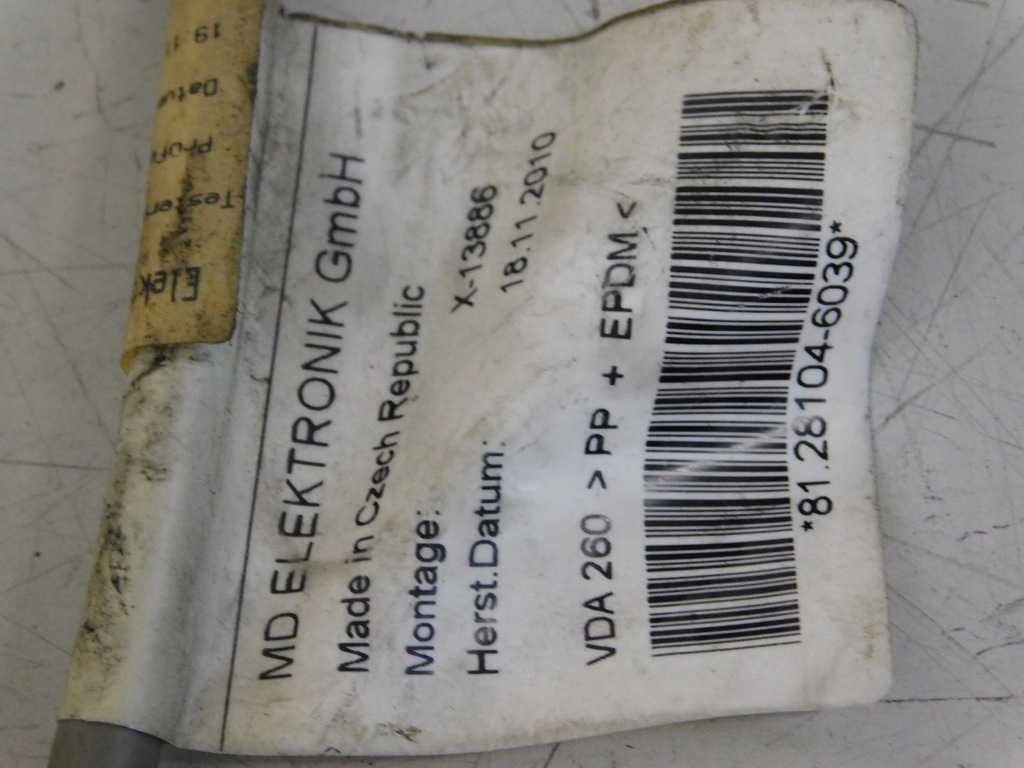 MD ELEKTRONIK GmbH
Made in Czech Republic
Montage: X-13886
Herst.Datum: 18.11.2010
VDA 260 > PP + EPDM <
*81.28104-6039*